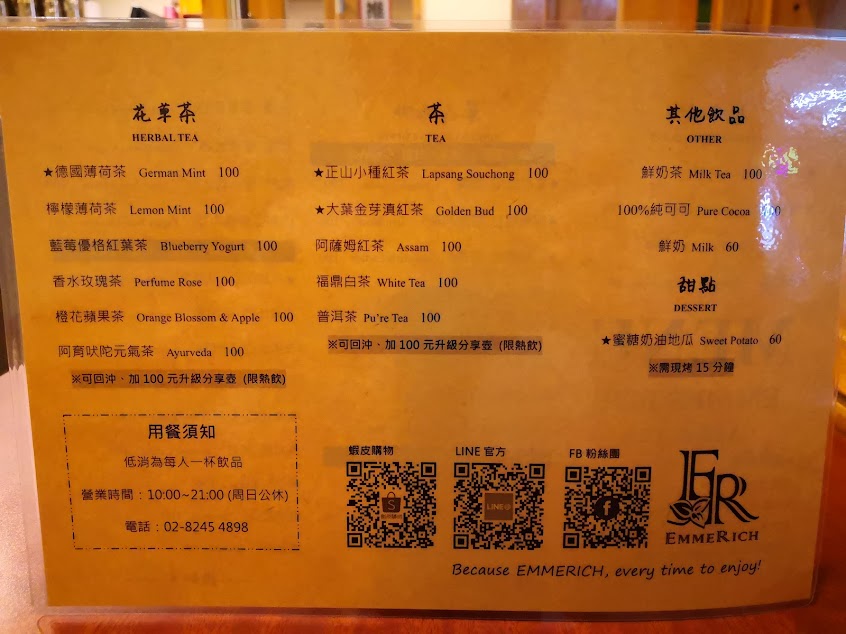 花草茶
HERBAL TEA
★德國薄荷茶 German Mint 100
檸檬薄荷茶 Lemon Mint 100
藍莓優格紅葉茶 Blueberry Yogurt 100
香水玫瑰茶 Perfume Rose 100
橙花蘋果茶 Orange Blossom & Apple 100
阿育吠陀元氣茶 Ayurveda 100
※可回沖、加 100 元升級分享壺 (限熱飲)
茶
TEA
★正山小種紅茶 Lapsang Souchong 100
★大葉金芽滇紅茶 Golden Bud 100
阿薩姆紅茶 Assam 100
福鼎白茶 White Tea 100
普洱茶 Pu're Tea 100
※可回沖、加 100 元升級分享壺 (限熱飲)
其他飲品
OTHER
鮮奶茶 Milk Tea 100
100%純可可 Pure Cocoa
鮮奶 Milk 60
甜點
DESSERT
★蜜糖奶油地瓜 Sweet Potato 60
※需現烤 15 分鐘
用餐須知
低消為每人一杯飲品
營業時間：10:00~21:00 (周日公休)
電話：02-8245 4898
蝦皮購物
LINE 官方
FB 粉絲團
LINE@
ER
EMMERICH
Because EMMERICH, every time to enjoy!